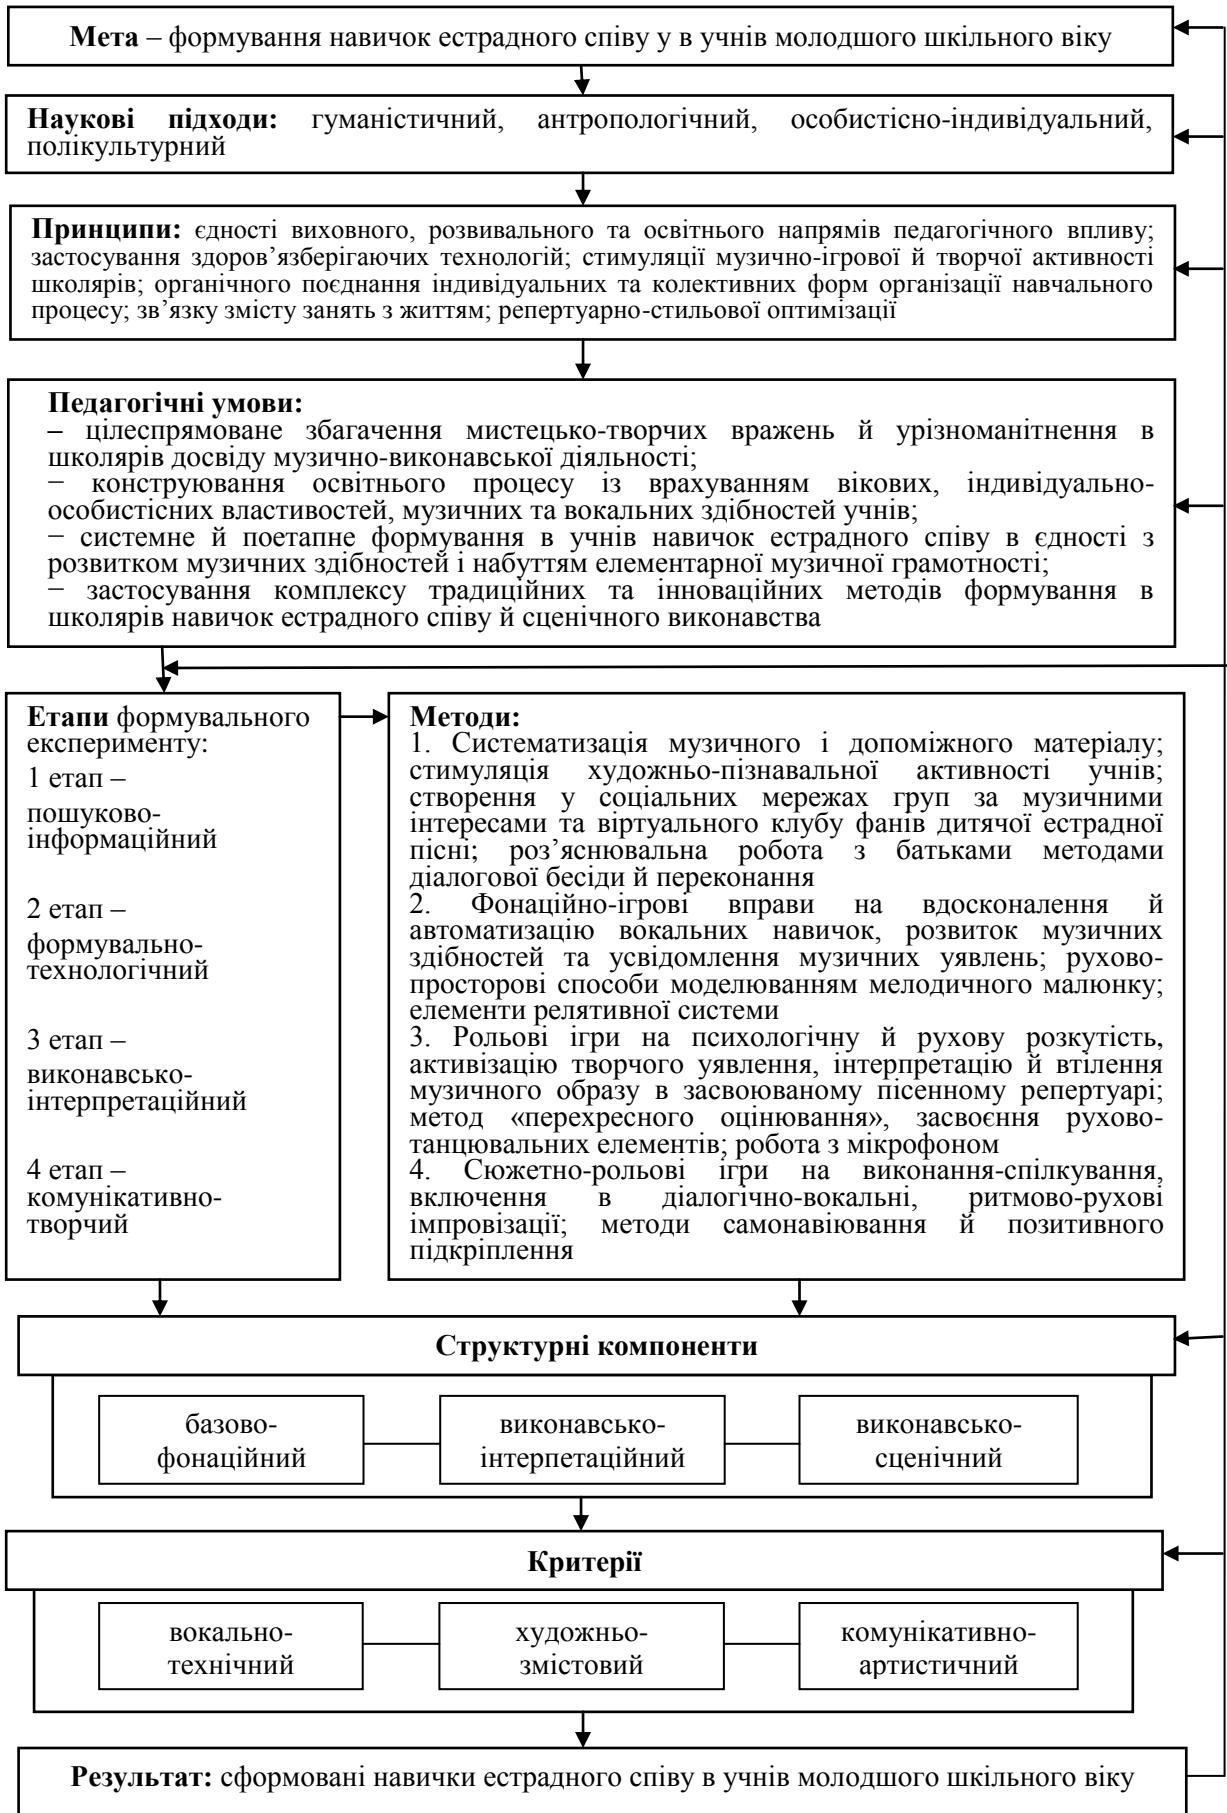 Мета – формування навичок естрадного співу у в учнів молодшого шкільного віку
Наукові підходи: гуманістичний, антропологічний, особистісно-індивідуальний,
полікультурний
Принципи: єдності виховного, розвивального та освітнього напрямів педагогічного впливу;
застосування здоров’язберігаючих технологій; стимуляції музично-ігрової й творчої активності
школярів; органічного поєднання індивідуальних та колективних форм організації навчального
процесу; зв’язку змісту занять з життям; репертуарно-стильової оптимізації
Педагогічні умови:
– цілеспрямоване збагачення мистецько-творчих вражень й урізноманітнення в
школярів досвіду музично-виконавської діяльності;
− конструювання освітнього процесу із врахуванням вікових, індивідуально-
особистісних властивостей, музичних та вокальних здібностей учнів;
− системне й поетапне формування в учнів навичок естрадного співу в єдності з
розвитком музичних здібностей і набуттям елементарної музичної грамотності;
− застосування комплексу традиційних та інноваційних методів формування в
школярів навичок естрадного співу й сценічного виконавства
Етапи формувального
експерименту:
1 етап –
пошуково-
інформаційний
2 етап –
формувально-
технологічний
3 етап –
виконавсько-
інтерпретаційний
4 етап –
комунікативно-
творчий
Методи:
1. Систематизація музичного і допоміжного матеріалу;
стимуляція художньо-пізнавальної активності учнів;
створення у соціальних мережах груп за музичними
інтересами та віртуального клубу фанів дитячої естрадної
пісні; роз’яснювальна робота з батьками методами
діалогової бесіди й переконання
2. Фонаційно-ігрові вправи на вдосконалення й
автоматизацію вокальних навичок, розвиток музичних
здібностей та усвідомлення музичних уявлень; рухово-
просторові способи моделюванням мелодичного малюнку;
елементи релятивної системи
3. Рольові ігри на психологічну й рухову розкутість,
активізацію творчого уявлення, інтерпретацію й втілення
музичного образу в засвоюваному пісенному репертуарі;
метод «перехресного оцінювання», засвоєння рухово-
танцювальних елементів; робота з мікрофоном
4. Сюжетно-рольові ігри на виконання-спілкування,
включення в діалогічно-вокальні, ритмово-рухові
імпровізації; методи самонавіювання й позитивного
підкріплення
Структурні компоненти
базово-
фонаційний
виконавсько-
інтерпетаційний
виконавсько-
сценічний
Критерії
вокально-
технічний
художньо-
змістовий
комунікативно-
артистичний
Результат: сформовані навички естрадного співу в учнів молодшого шкільного віку